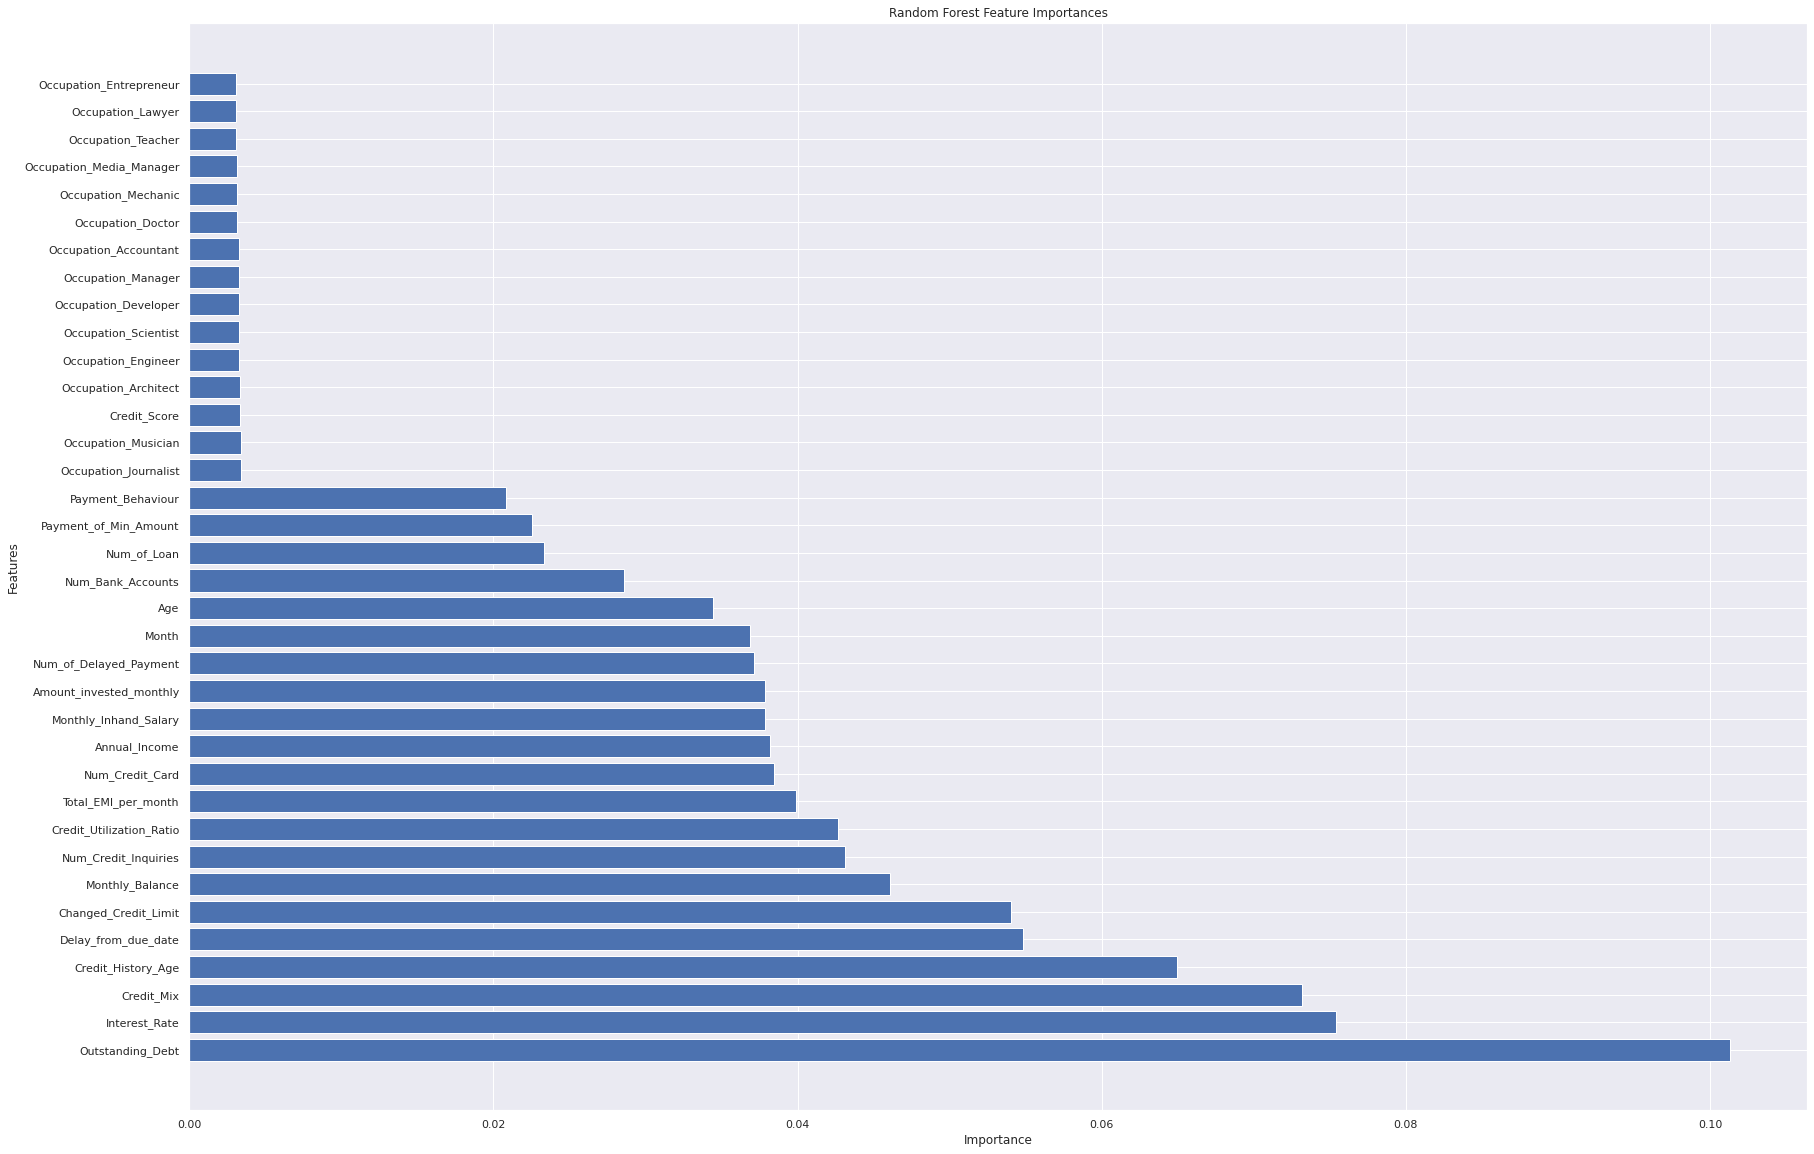 Random Forest Feature Importances
Features
Occupation_Entrepreneur
Occupation_Lawyer
Occupation_Teacher
Occupation_Media_Manager
Occupation_Mechanic
Occupation_Doctor
Occupation_Accountant
Occupation_Manager
Occupation_Developer
Occupation_Scientist
Occupation_Engineer
Occupation_Architect
Credit_Score
Occupation_Musician
Occupation_Journalist
Payment_Behaviour
Payment_of_Min_Amount
Num_of_Loan
Num_Bank_Accounts
Age
Month
Num_of_Delayed_Payment
Amount_invested_monthly
Monthly_Inhand_Salary
Annual_Income
Num_Credit_Card
Total_EMI_per_month
Credit_Utilization_Ratio
Num_Credit_Inquiries
Monthly_Balance
Changed_Credit_Limit
Delay_from_due_date
Credit_History_Age
Credit_Mix
Interest_Rate
Outstanding_Debt
0.00 0.02 0.04 0.06 0.08 0.10
Importance